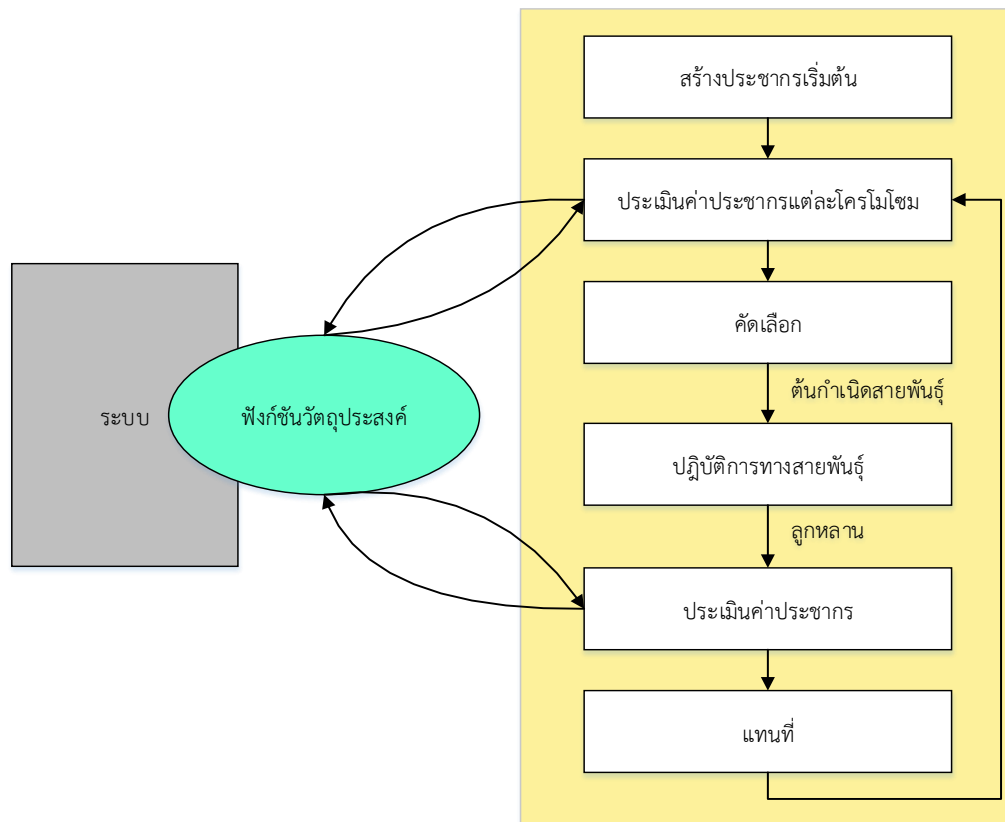 สร้างประชากรเริ่มต้น
ประเมินค่าประชากรแต่ละโครโมโซม
คัดเลือก
ต้นกำเนิดสายพันธุ์
ระบบ
ฟังก์ชันวัตถุประสงค์
ปฎิบัติการทางสายพันธุ์
ลูกหลาน
ประเมินค่าประชากร
แทนที่